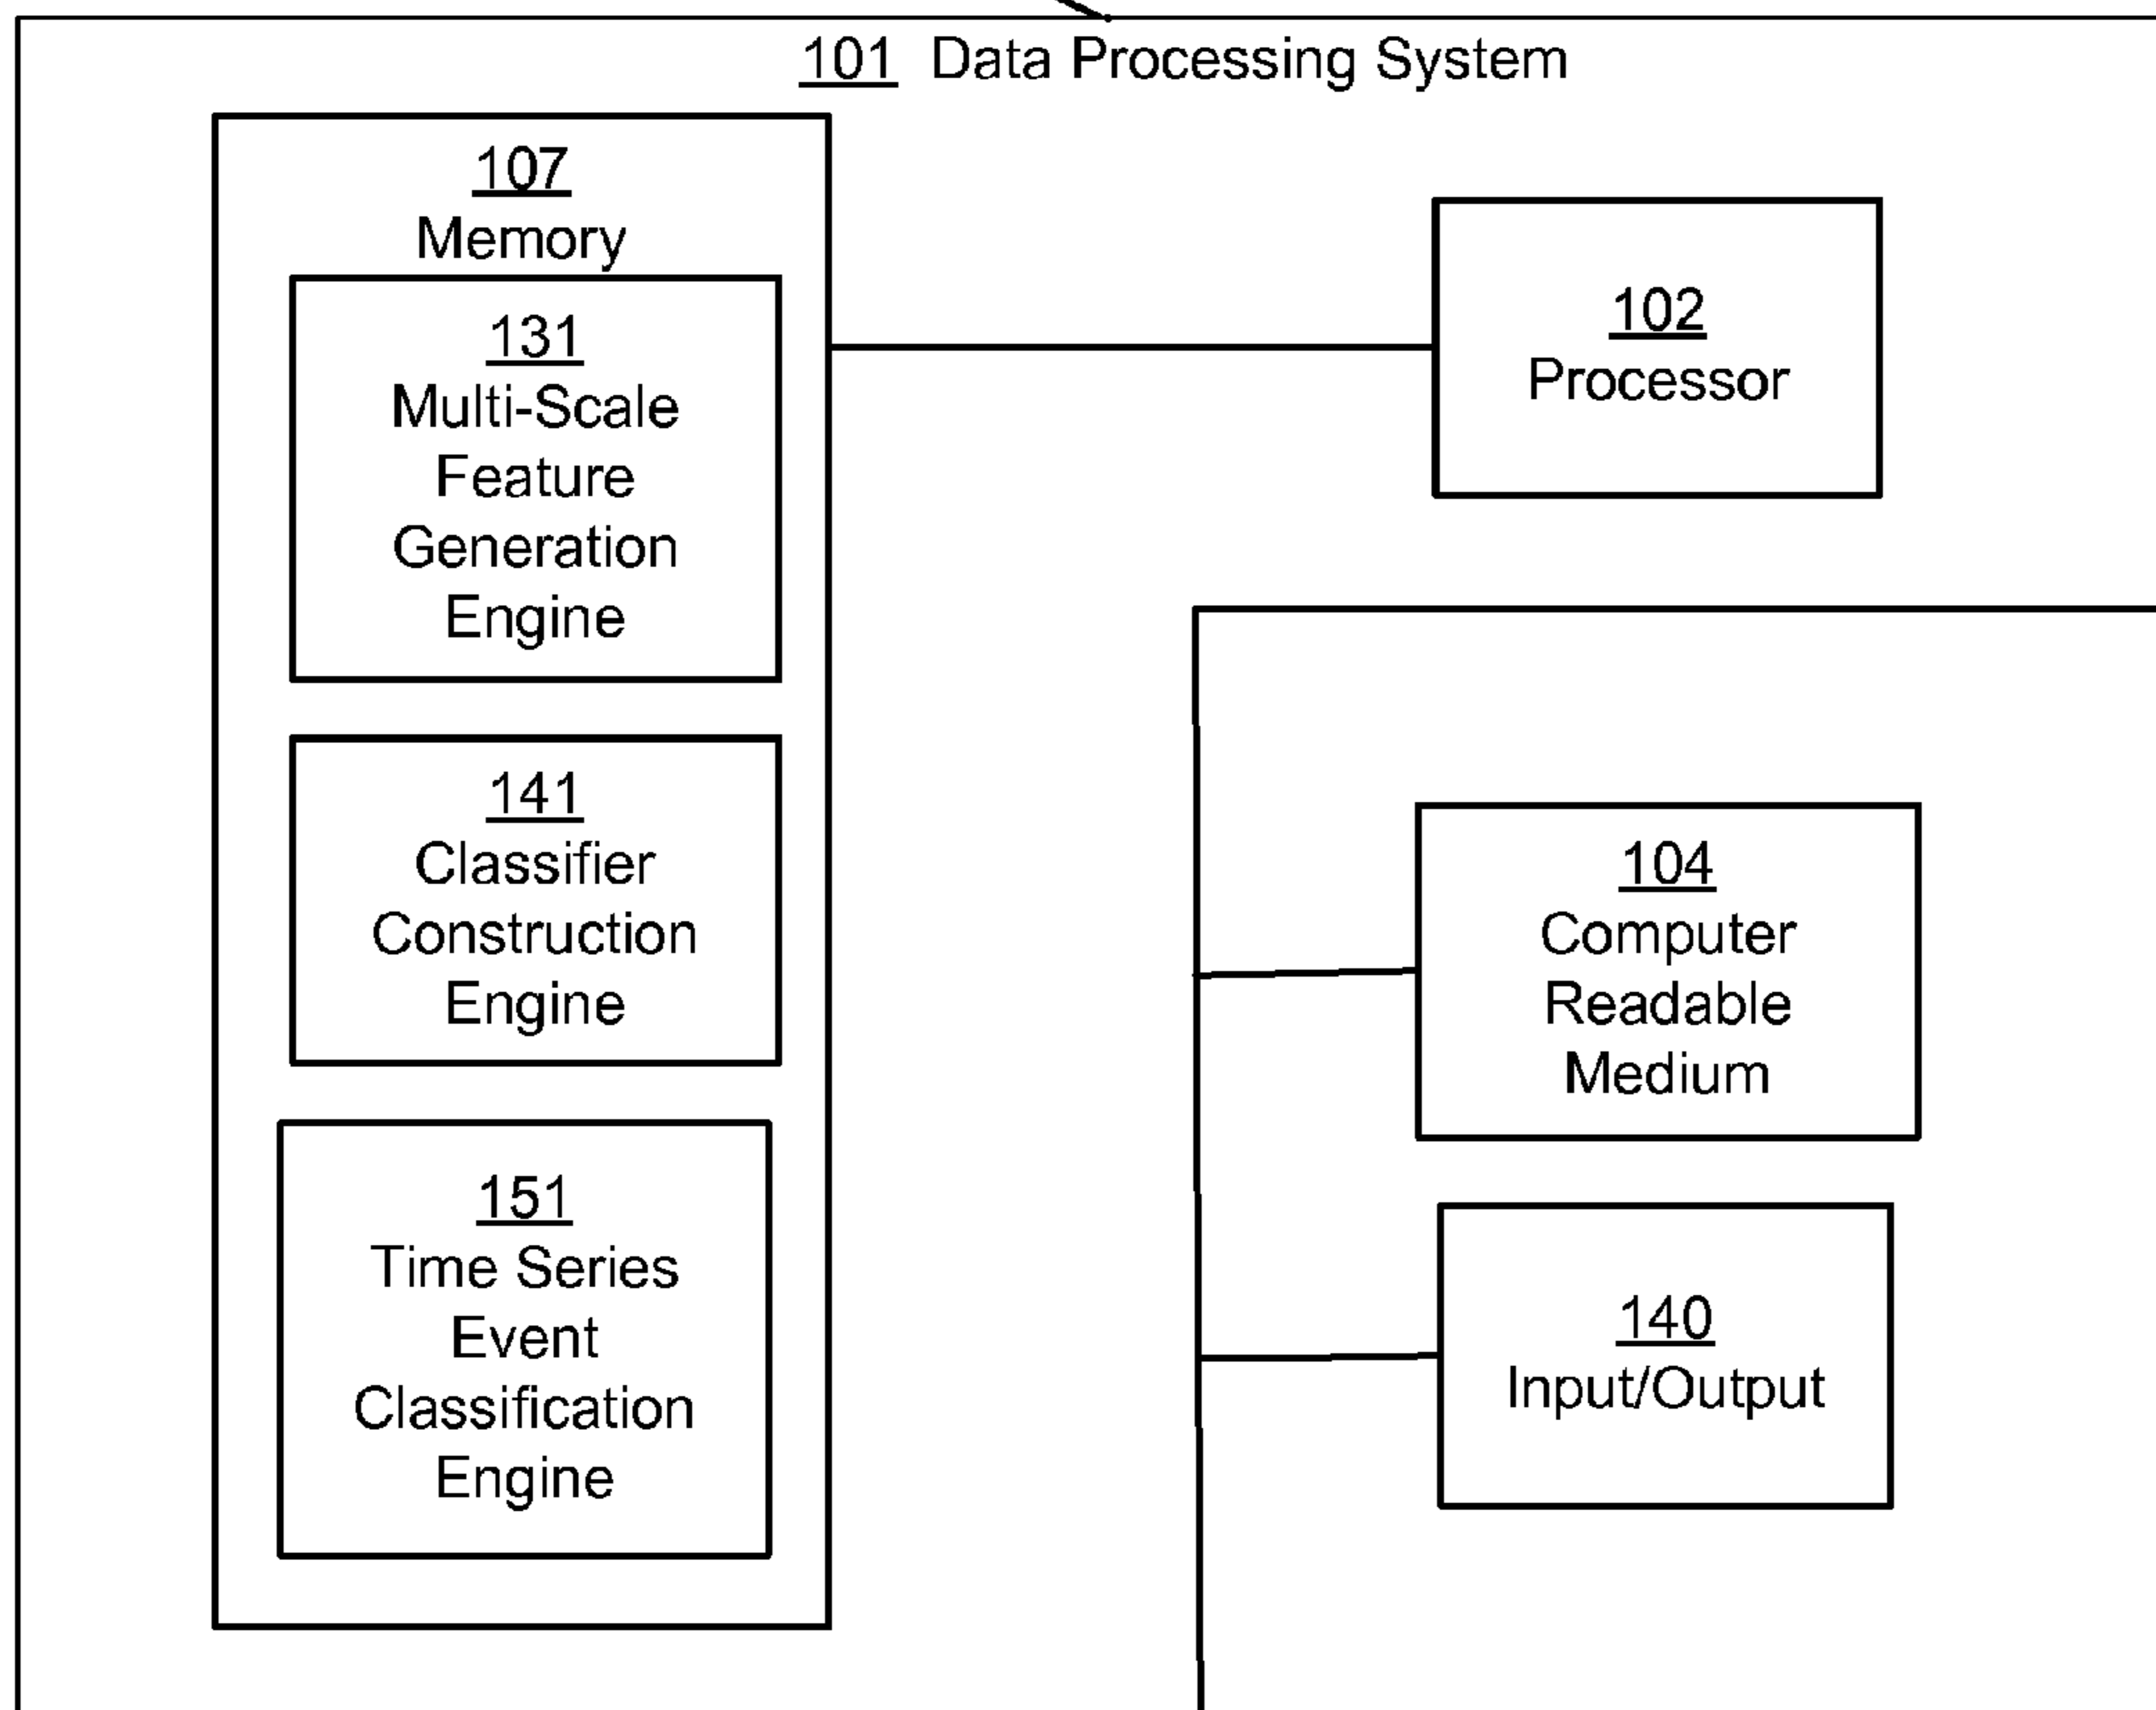 101 Data Processing System
107
Memory
131
Multi-Scale
Feature
Generation
Engine
141
Classifier
Construction
Engine
151
Time Series
Event
Classification
Engine
102
Processor
104
Computer
Readable
Medium
140
Input/Output